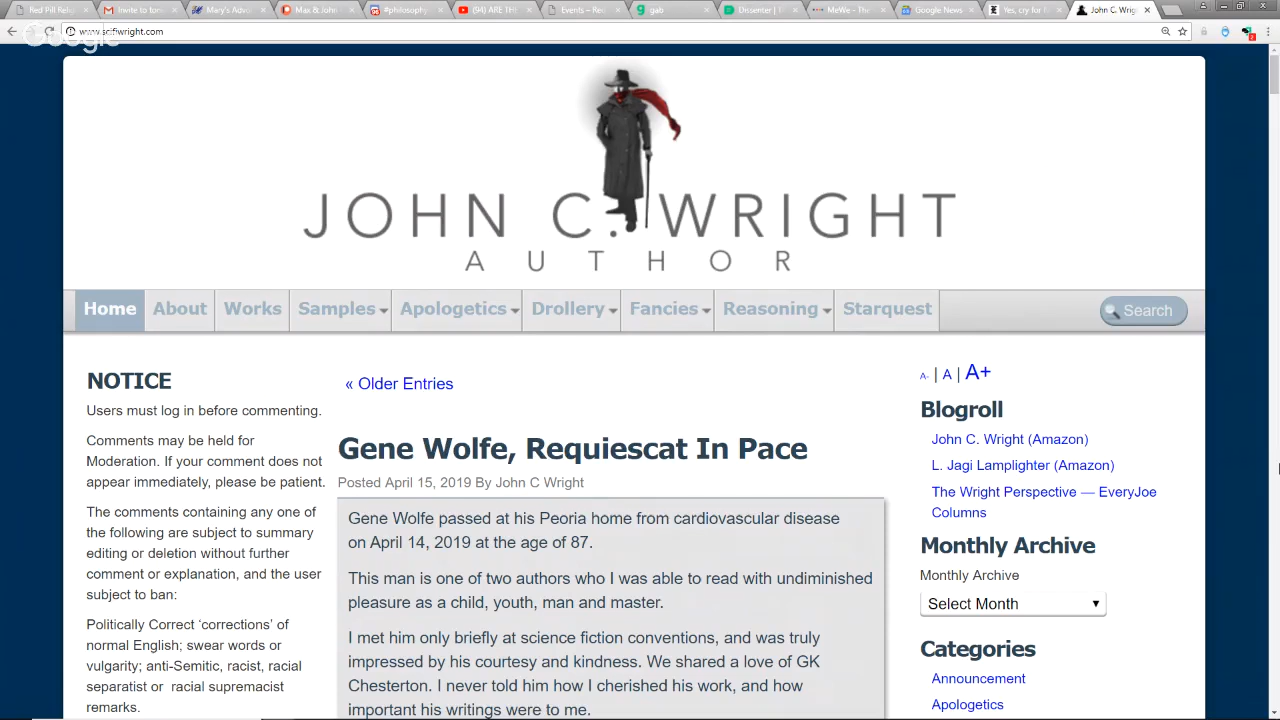 Red Pill Relig
Invite to tom
Mary's Advo
Max & John
#philosophy
(94) ARE THE
Events – Rec
gab
Dissenter | T
MeWe - The
Google News
Yes, cry for
John C. Wrig
www.scifiwright.com
Google
JOHN C. WRIGHT
AUTHOR
Home About Works Samples Apologetics Drollery Fancies Reasoning Starquest Search
NOTICE
Users must log in before commenting.
Comments may be held for
Moderation. If your comment does not
appear immediately, please be patient.
The comments containing any one of
the following are subject to summary
editing or deletion without further
comment or explanation, and the user
subject to ban:
Politically Correct ‘corrections’ of
normal English; swear words or
vulgarity; anti-Semitic, racist, racial
separatist or racial supremacist
remarks.
« Older Entries
Gene Wolfe, Requiescat In Pace
Posted April 15, 2019 By John C Wright
Gene Wolfe passed at his Peoria home from cardiovascular disease
on April 14, 2019 at the age of 87.
This man is one of two authors who I was able to read with undiminished
pleasure as a child, youth, man and master.
I met him only briefly at science fiction conventions, and was truly
impressed by his courtesy and kindness. We shared a love of GK
Chesterton. I never told him how I cherished his work, and how
important his writings were to me.
A- | A | A+
Blogroll
John C. Wright (Amazon)
L. Jagi Lamplighter (Amazon)
The Wright Perspective — EveryJoe
Columns
Monthly Archive
Monthly Archive
Select Month
Categories
Announcement
Apologetics